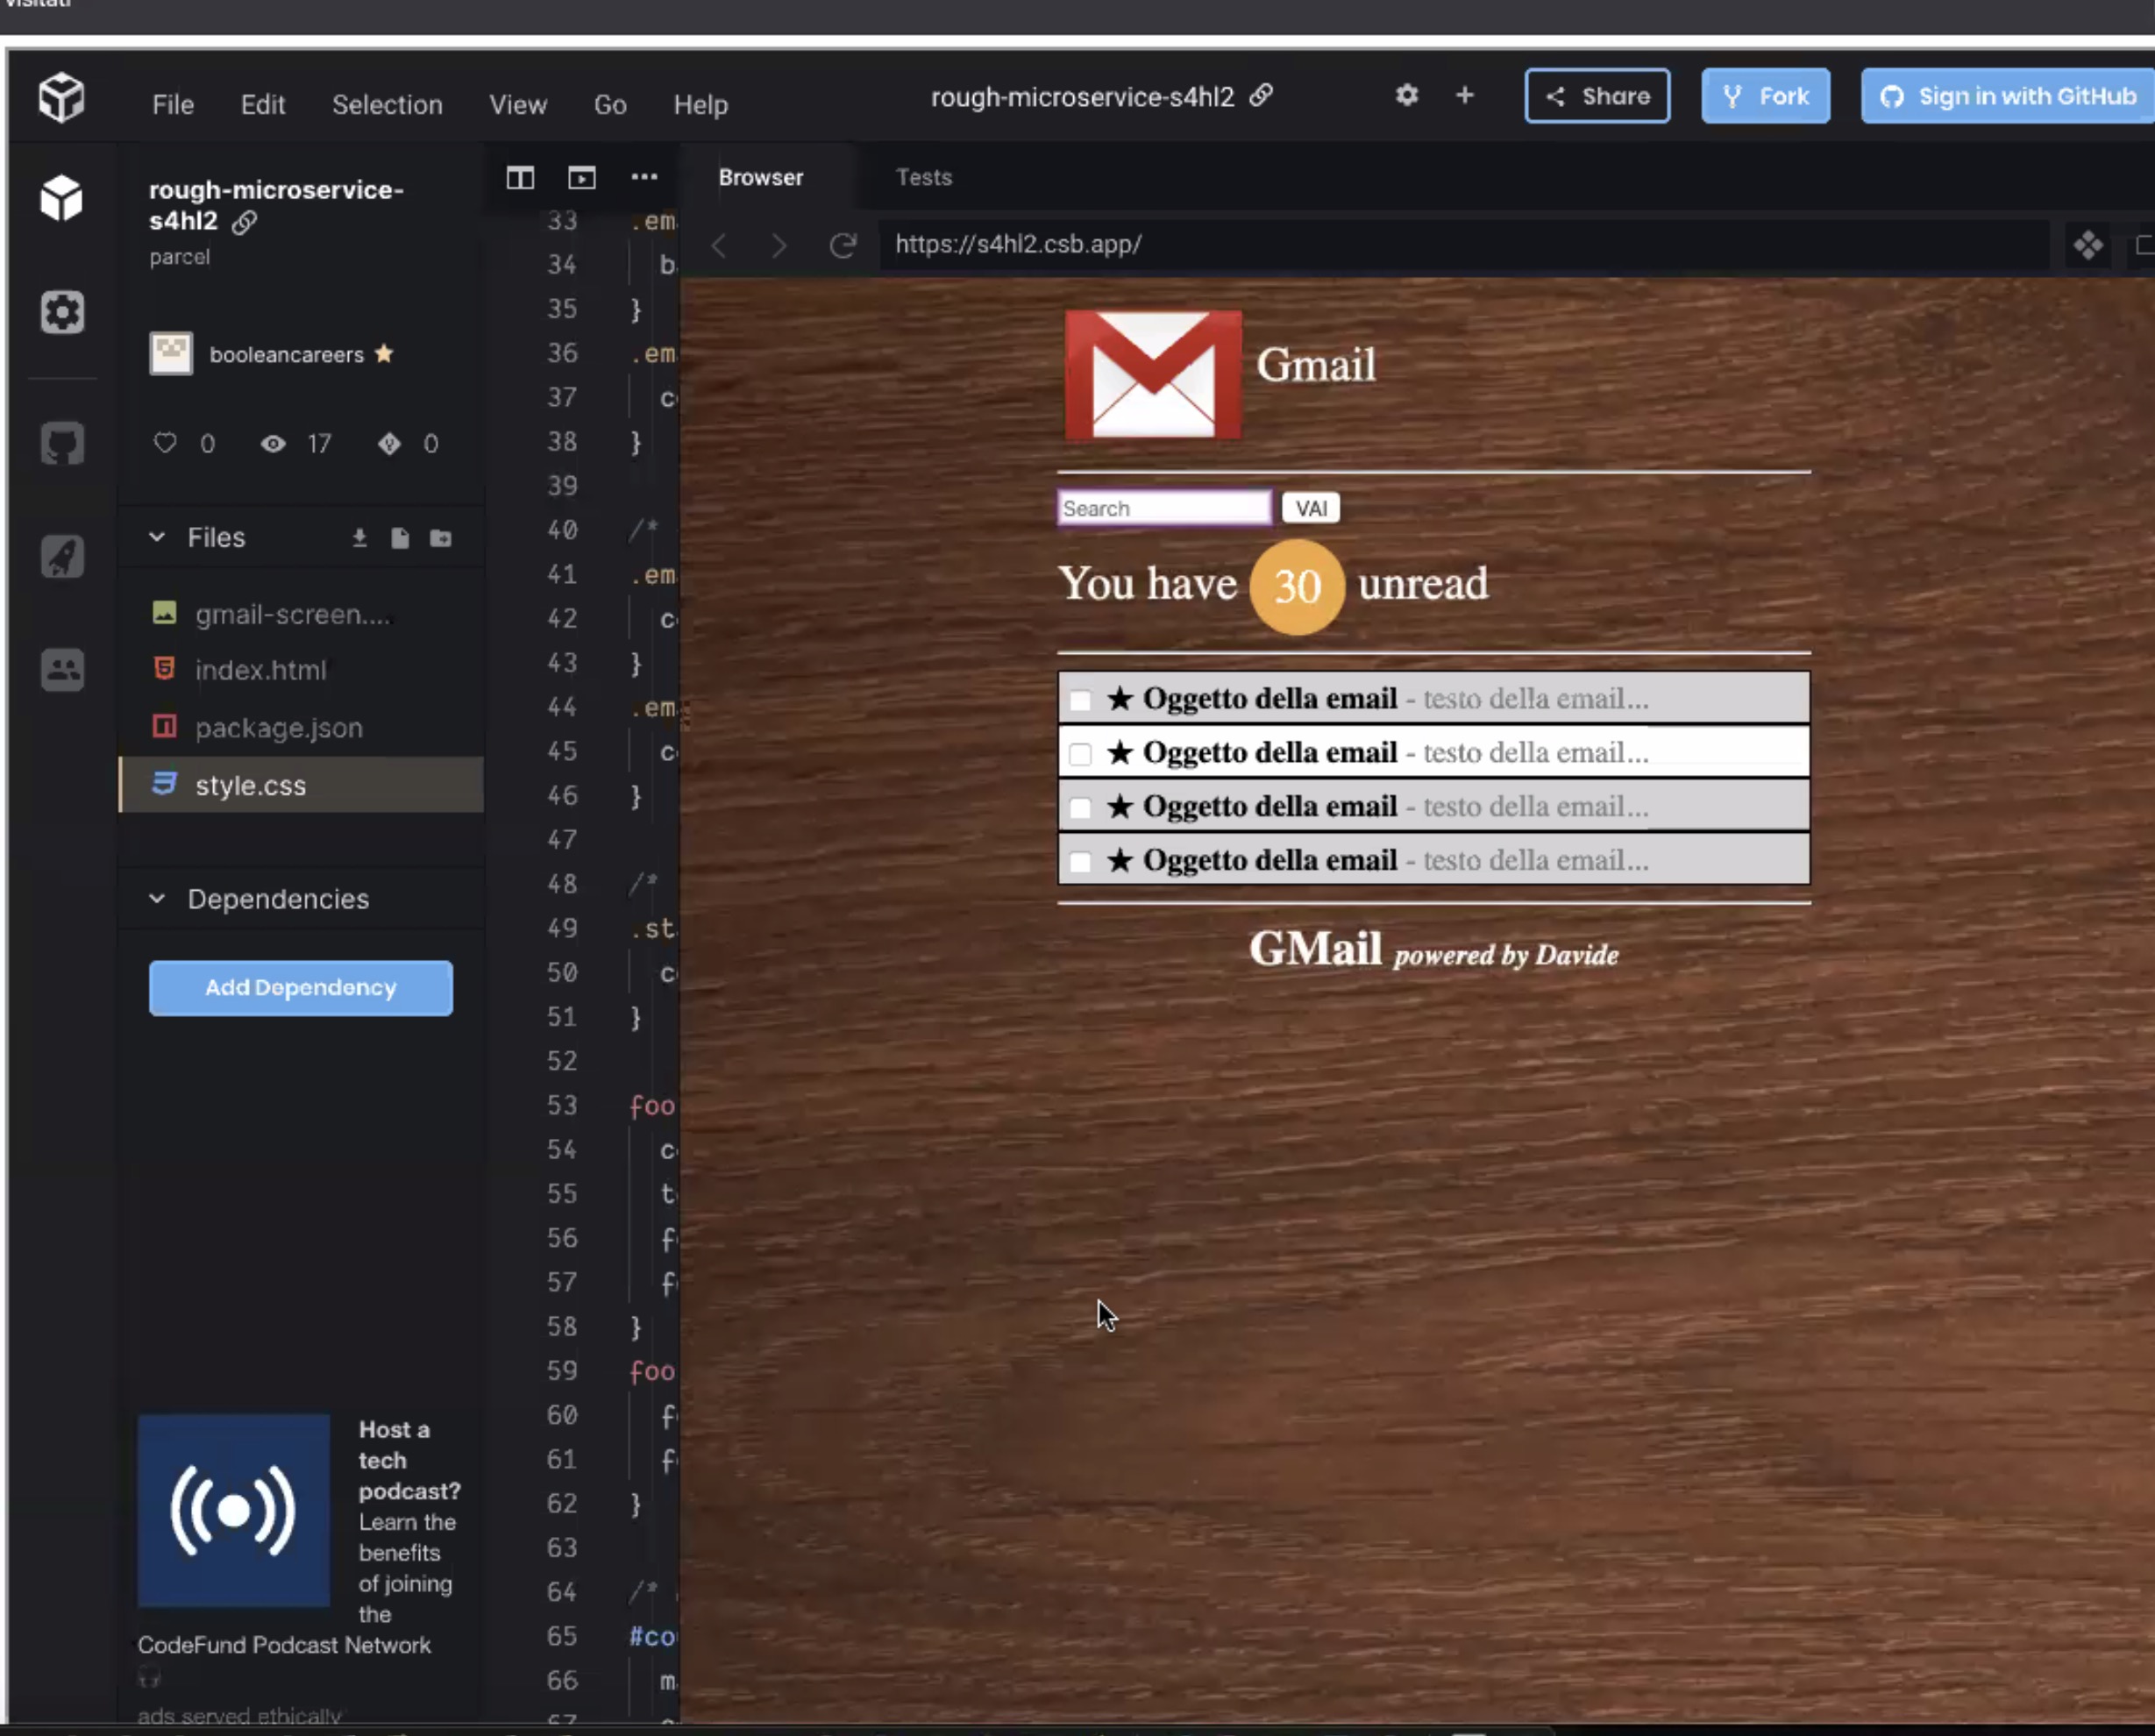 visitati
File Edit Selection View Go Help
rough-microservice-s4hl2
Share
Fork
Sign in with GitHub
rough-microservice-
s4hl2
parcel
booleancareers
0 17 0
Files
gmail-screen....
index.html
package.json
style.css
Dependencies
Add Dependency
Host a
tech
podcast?
Learn the
benefits
of joining
the
CodeFund Podcast Network
ads served ethically
33 .em
34 b
35 }
36 .em
37 c
38 }
39
40 /*
41 .em
42 c
43 }
44 .em
45 c
46 }
47
48 /*
49 .st
50 c
51 }
52
53 foo
54 c
55 t
56 f
57 f
58 }
59 foo
60 f
61 f
62 }
63
64 /*
65 #co
66 m
67
Browser Tests
https://s4hl2.csb.app/
Gmail
Search VAI
You have 30 unread
★ Oggetto della email - testo della email...
★ Oggetto della email - testo della email...
★ Oggetto della email - testo della email...
★ Oggetto della email - testo della email...
GMail powered by Davide